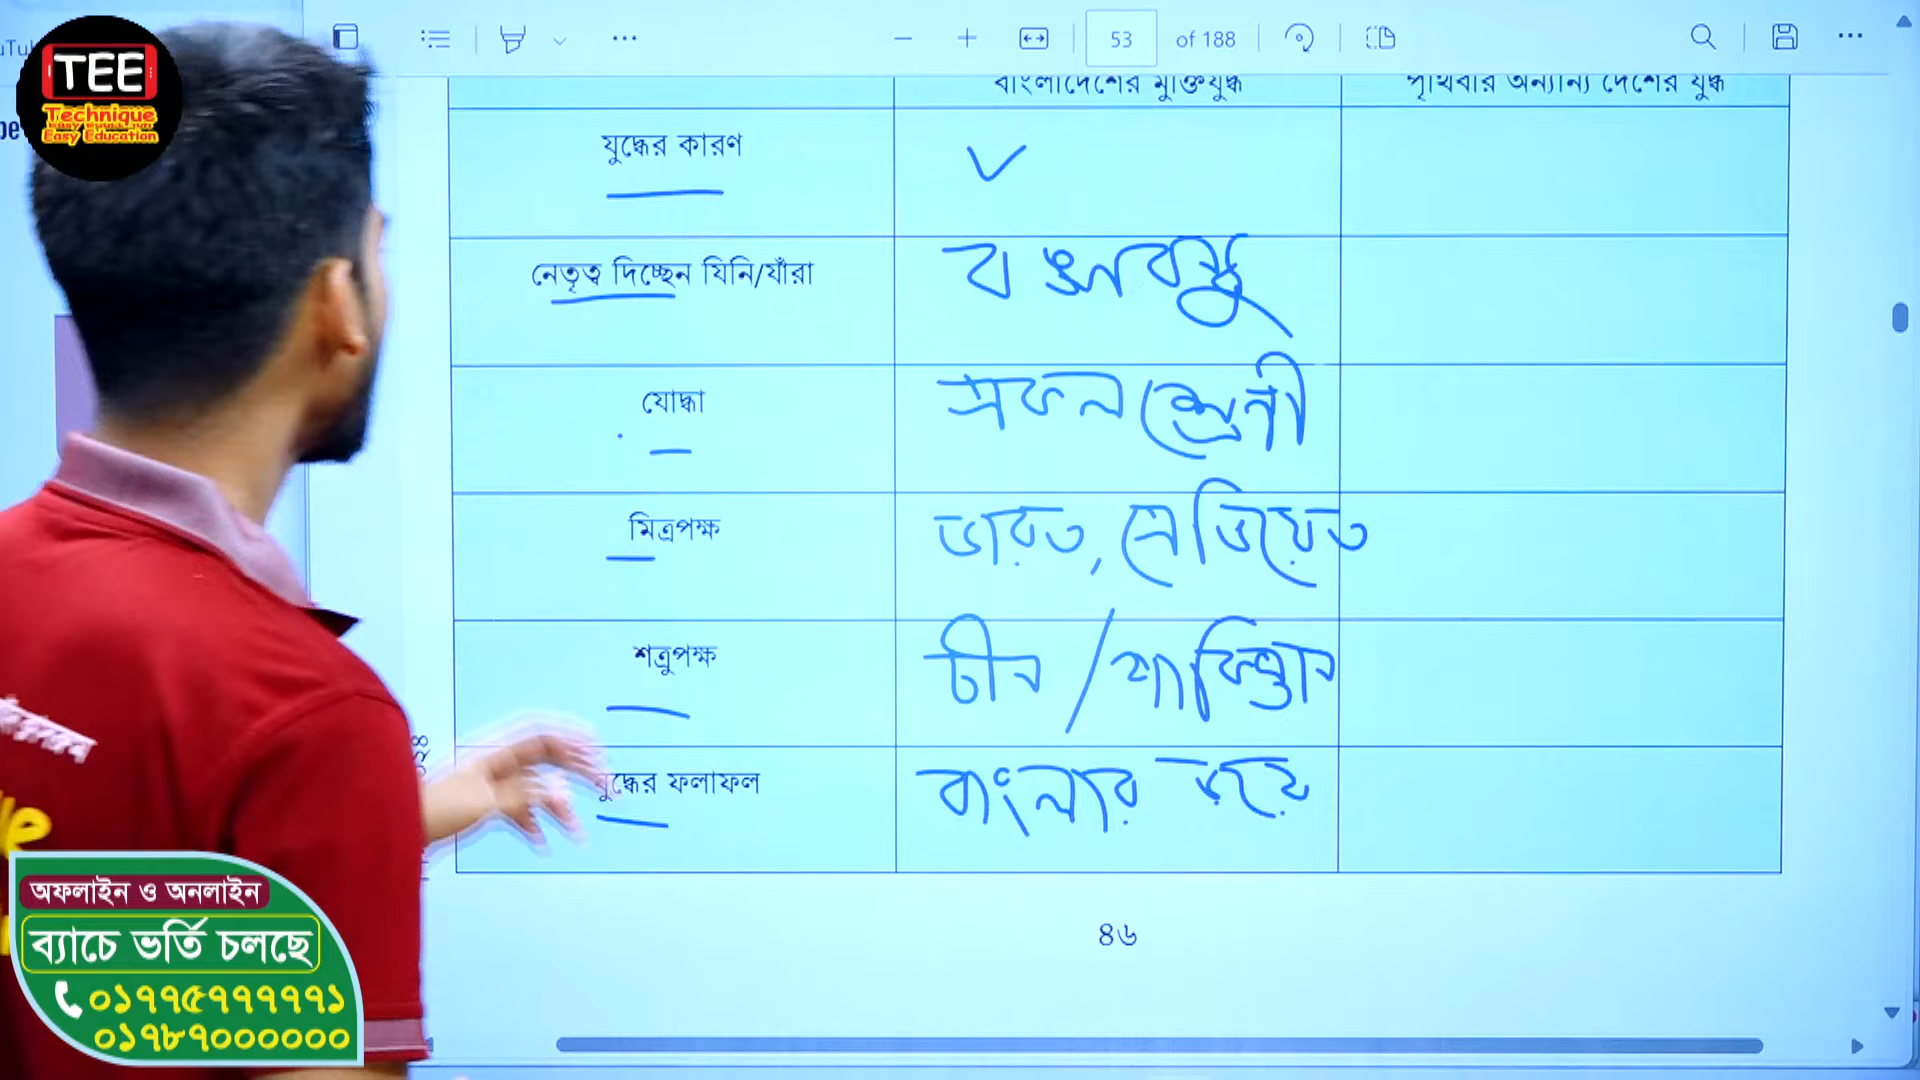 53 of 188
TEE
Technique
Easy Education
বাংলাদেশের মুক্তিযুদ্ধ
পৃথিবীর অন্যান্য দেশের যুদ্ধ
যুদ্ধের কারণ
নেতৃত্ব দিচ্ছেন যিনি/যাঁরা
বঙ্গবন্ধু
যোদ্ধা
সকল শ্রেণী
মিত্রপক্ষ
ভারত, সোভিয়েত
শত্রুপক্ষ
চীন / পাকিস্তান
যুদ্ধের ফলাফল
বাংলার জয়
৪৬
অফলাইন ও অনলাইন
ব্যাচে ভর্তি চলছে
০১৭৭৫৭৭৭৭৭১
০১৭৮৭০০০০০০